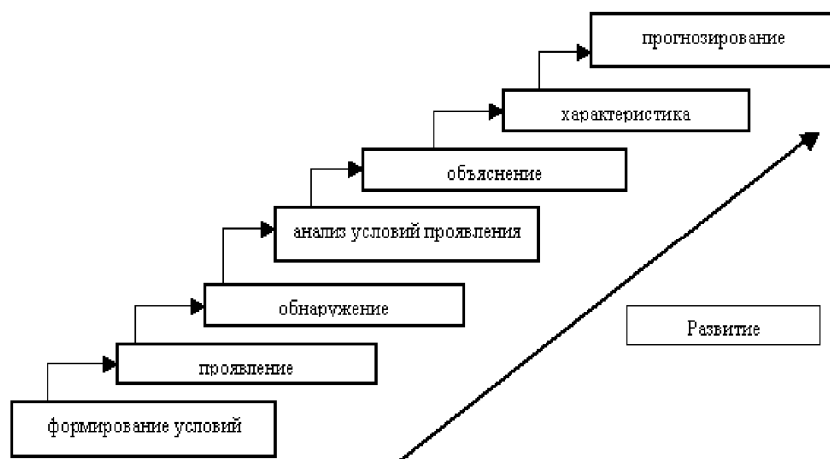 прогнозирование
характеристика
объяснение
анализ условий проявления
обнаружение
Развитие
проявление
формирование условий